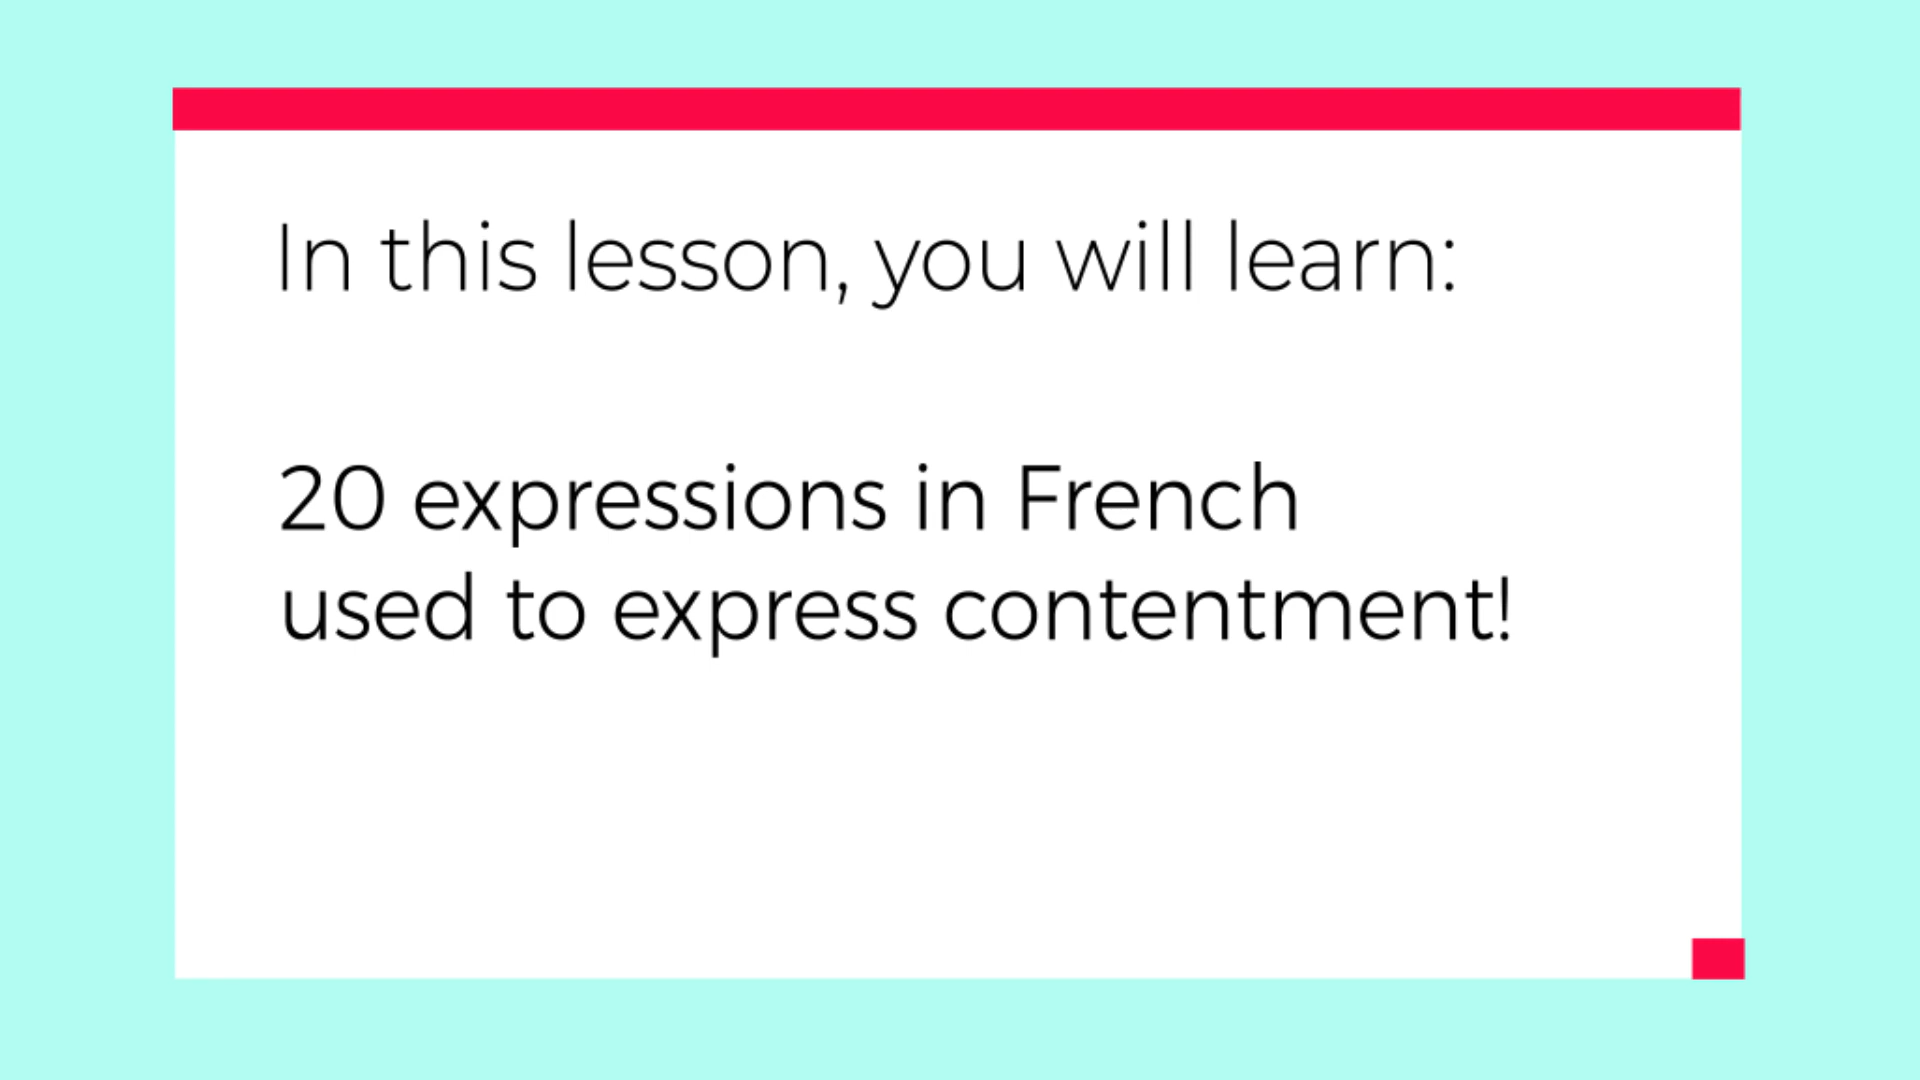 In this lesson, you will learn:
20 expressions in French
used to express contentment!